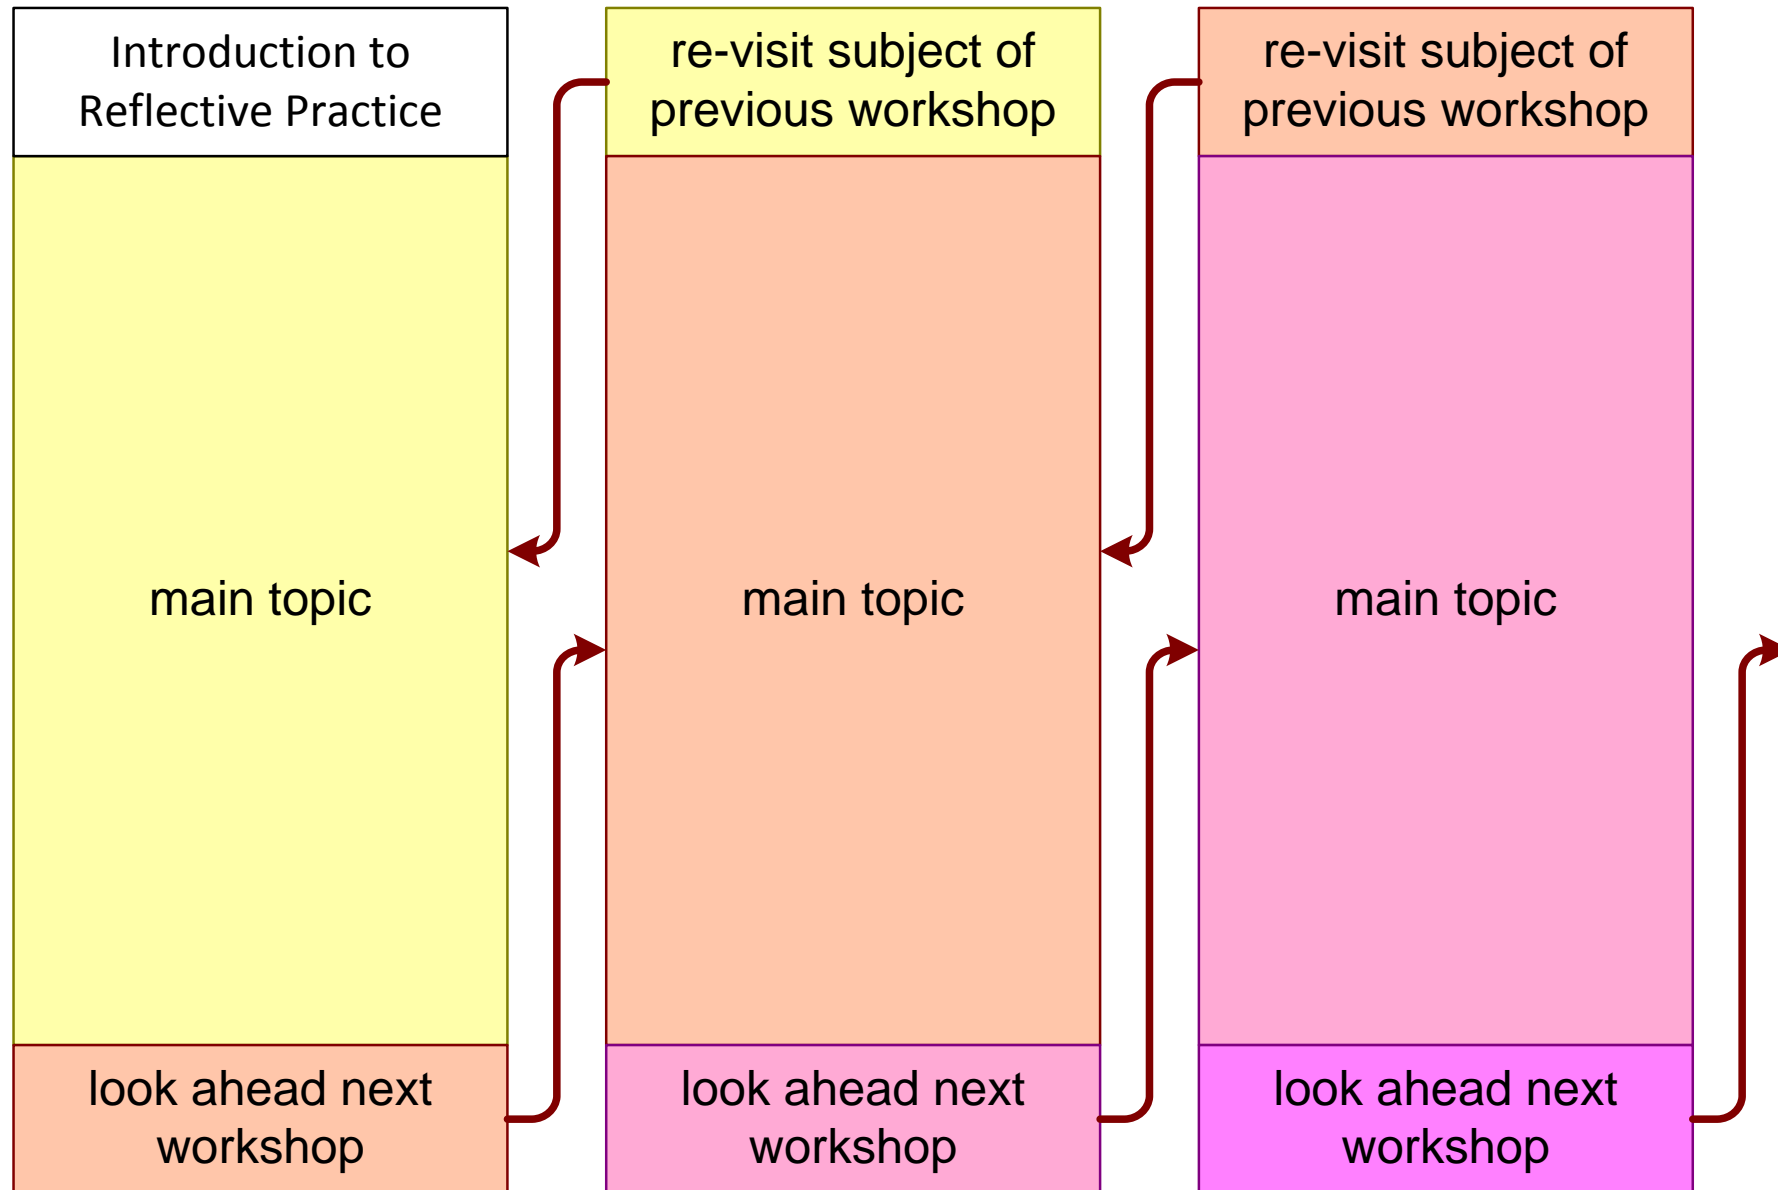 Introduction to
Reflective Practice
main topic
look ahead next
workshop
re-visit subject of
previous workshop
main topic
look ahead next
workshop
re-visit subject of
previous workshop
main topic
look ahead next
workshop